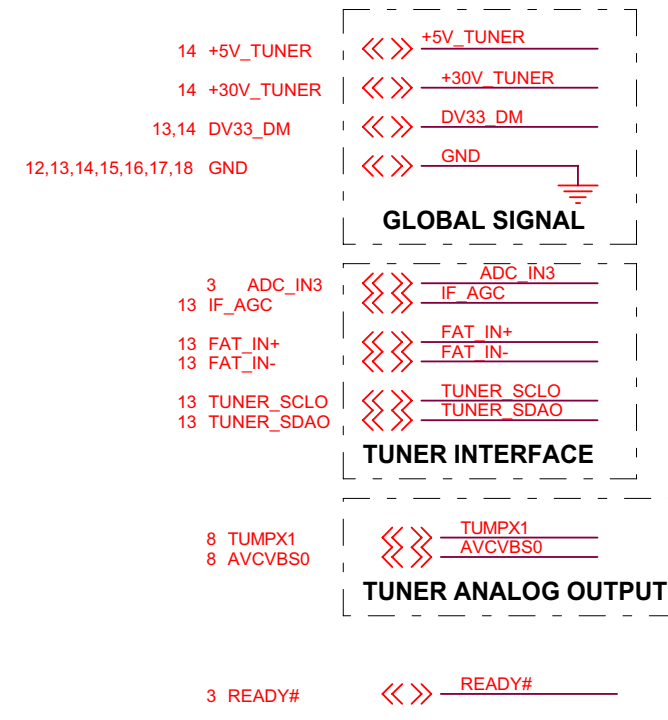 14 +5V_TUNER +5V_TUNER
14 +30V_TUNER +30V_TUNER
13,14 DV33_DM DV33_DM
12,13,14,15,16,17,18 GND GND
GLOBAL SIGNAL
3 ADC_IN3 ADC_IN3
13 IF_AGC IF_AGC
13 FAT_IN+ FAT_IN+
13 FAT_IN- FAT_IN-
13 TUNER_SCLO TUNER_SCLO
13 TUNER_SDAO TUNER_SDAO
TUNER INTERFACE
8 TUMPX1 TUMPX1
8 AVCVBS0 AVCVBS0
TUNER ANALOG OUTPUT
3 READY# READY#